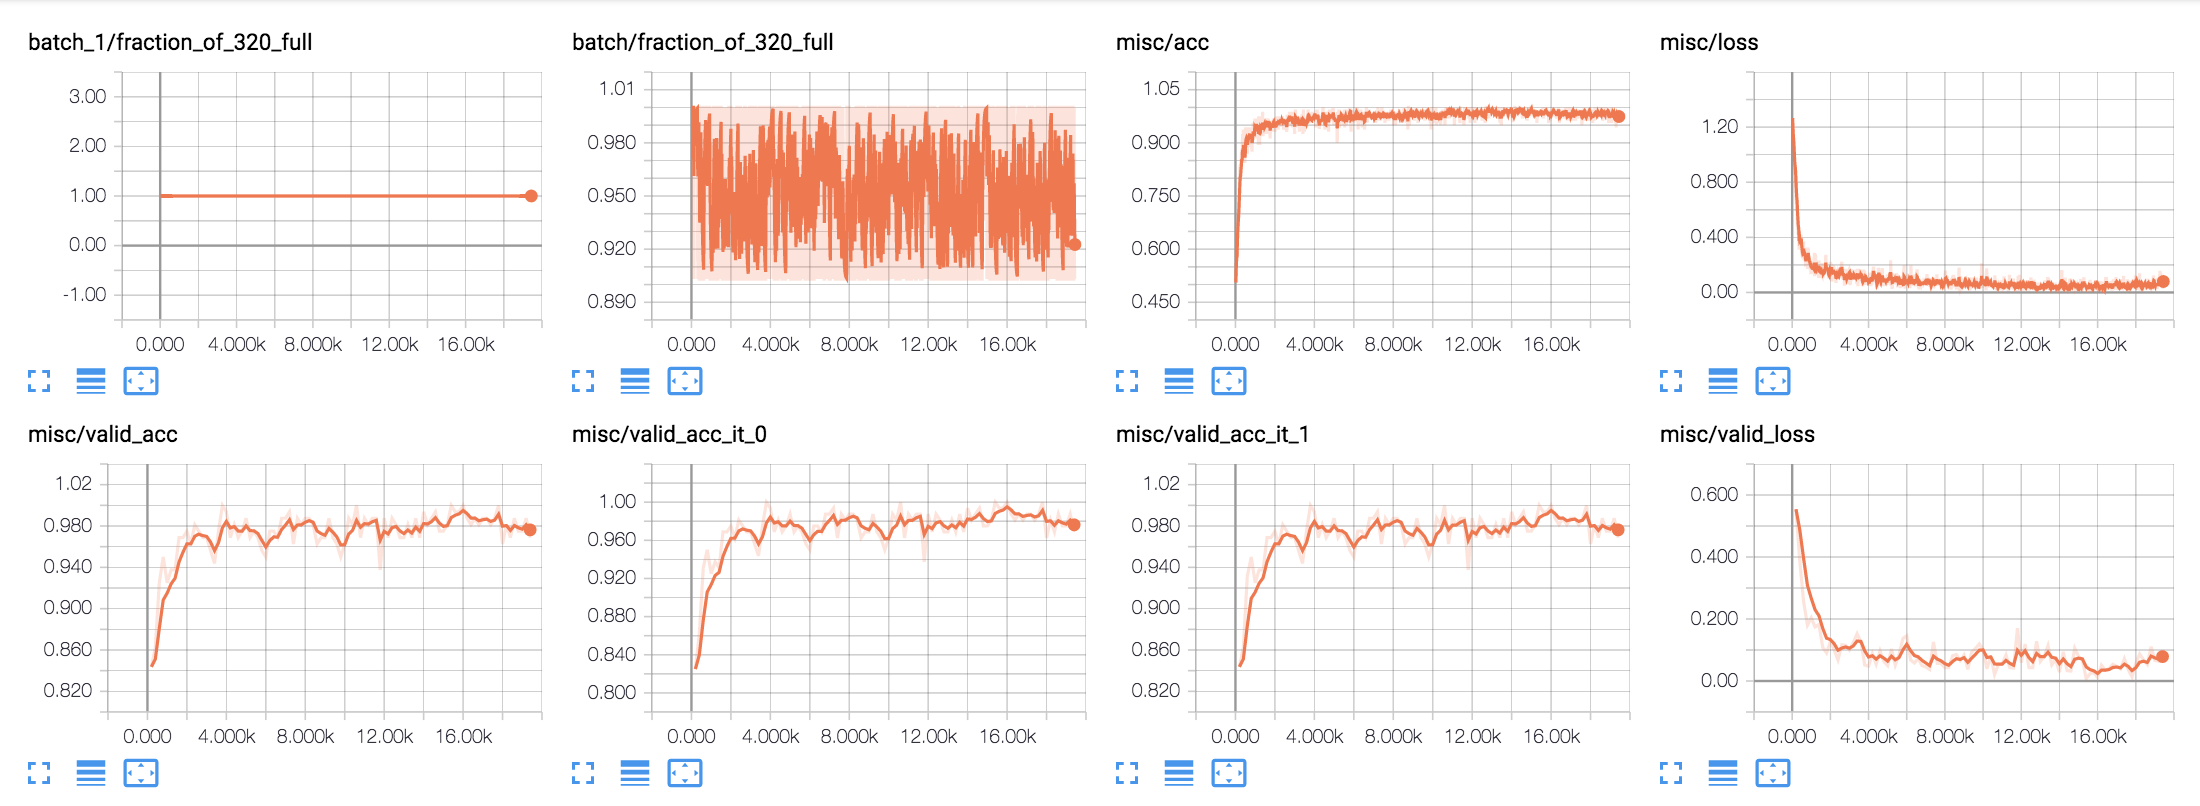 batch_1/fraction_of_320_full
3.00
2.00
1.00
0.00
-1.00
0.000 4.000k 8.000k 12.00k 16.00k
batch/fraction_of_320_full
1.01
0.980
0.950
0.920
0.890
0.000 4.000k 8.000k 12.00k 16.00k
misc/acc
1.05
0.900
0.750
0.600
0.450
0.000 4.000k 8.000k 12.00k 16.00k
misc/loss
1.20
0.800
0.400
0.00
0.000 4.000k 8.000k 12.00k 16.00k
misc/valid_acc
1.02
0.980
0.940
0.900
0.860
0.820
0.000 4.000k 8.000k 12.00k 16.00k
misc/valid_acc_it_0
1.00
0.960
0.920
0.880
0.840
0.800
0.000 4.000k 8.000k 12.00k 16.00k
misc/valid_acc_it_1
1.02
0.980
0.940
0.900
0.860
0.820
0.000 4.000k 8.000k 12.00k 16.00k
misc/valid_loss
0.600
0.400
0.200
0.00
0.000 4.000k 8.000k 12.00k 16.00k